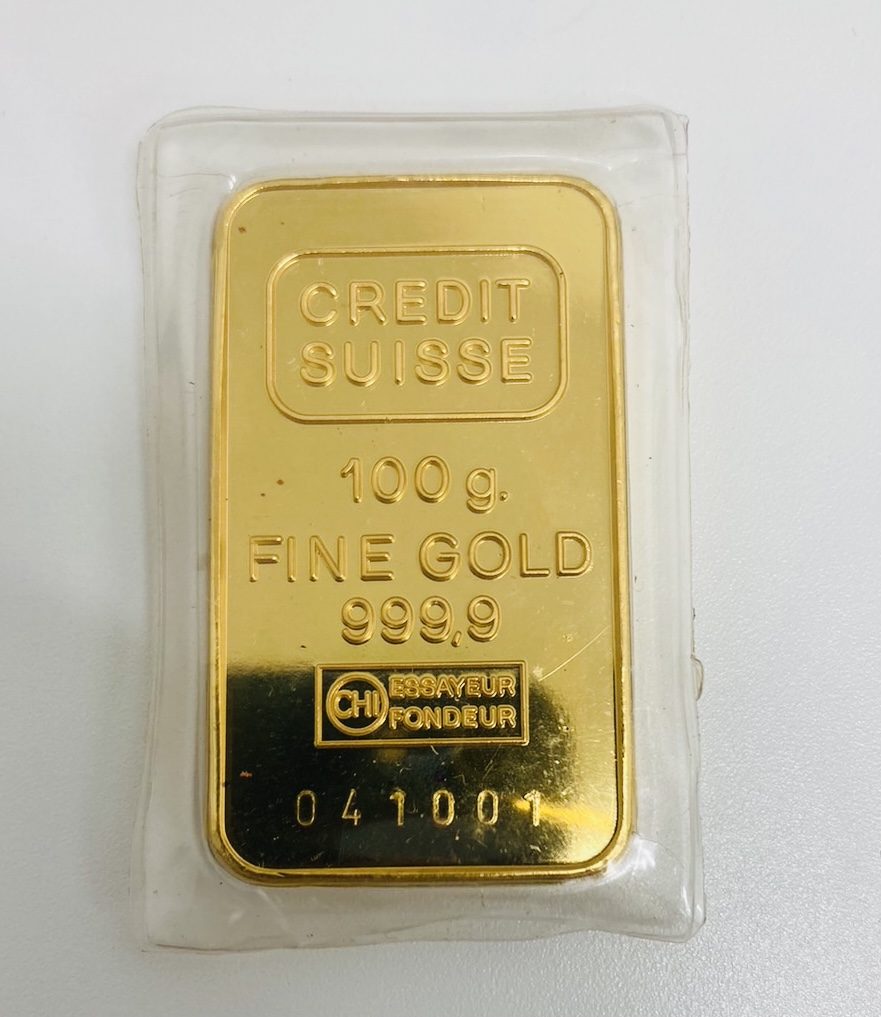 CREDIT
SUISSE
100 g.
FINE GOLD
999,9
CHI ESSAYEUR
FONDEUR
041001